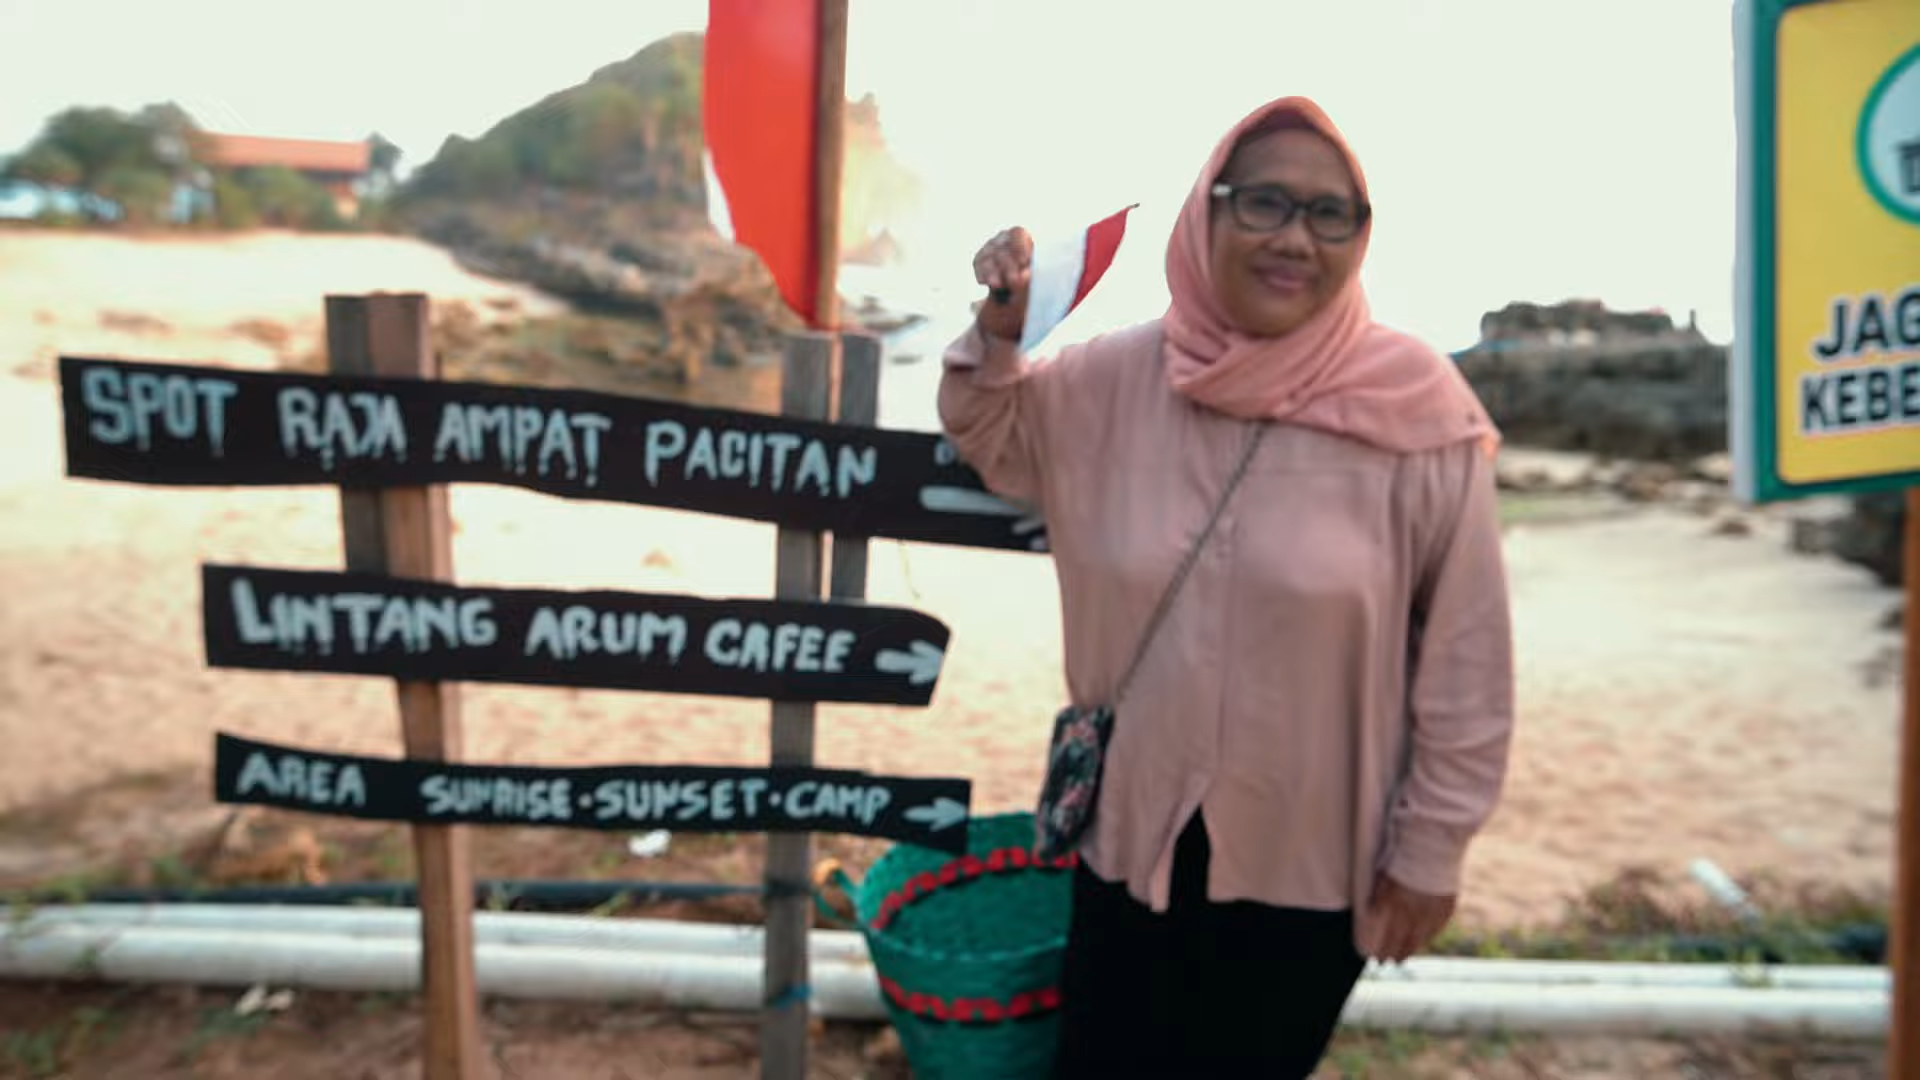 SPOT RAJA AMPAT PACITAN
LINTANG ARUM CAFEE
AREA SUNRISE·SUNSET·CAMP
JAG
KEBE